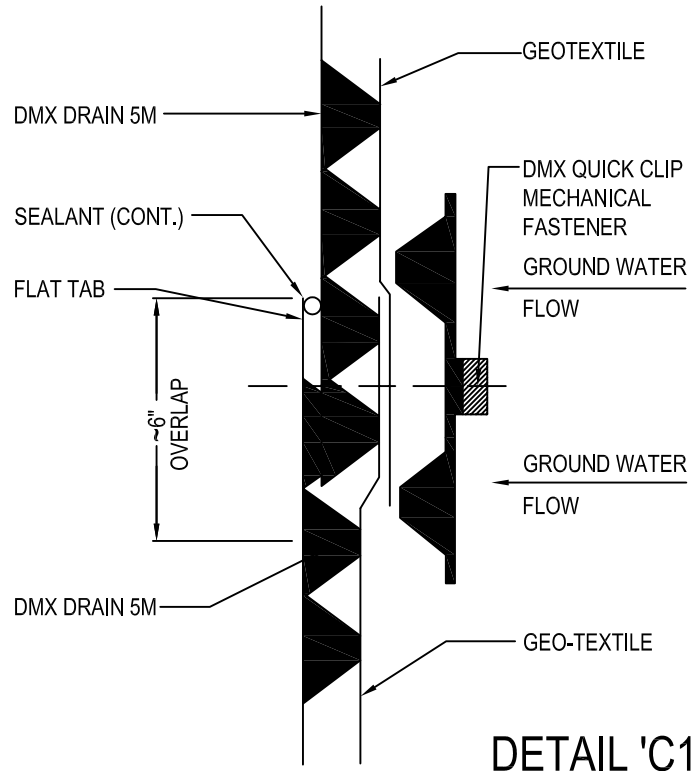 GEOTEXTILE
DMX DRAIN 5M
DMX QUICK CLIP
MECHANICAL
FASTENER
SEALANT (CONT.)
GROUND WATER
FLOW
FLAT TAB
~6"
OVERLAP
GROUND WATER
FLOW
DMX DRAIN 5M
GEO-TEXTILE
DETAIL 'C1